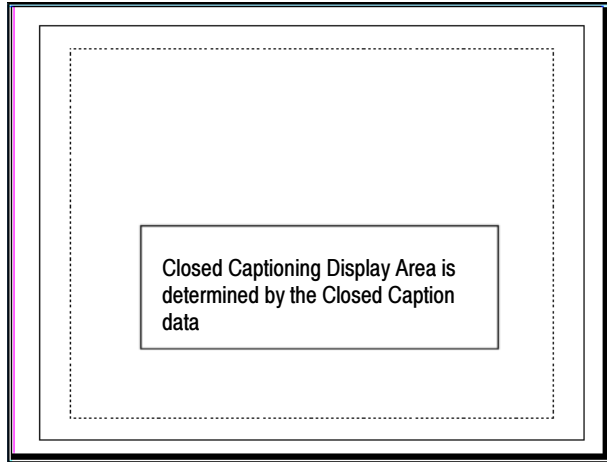 Closed Captioning Display Area is
determined by the Closed Caption
data